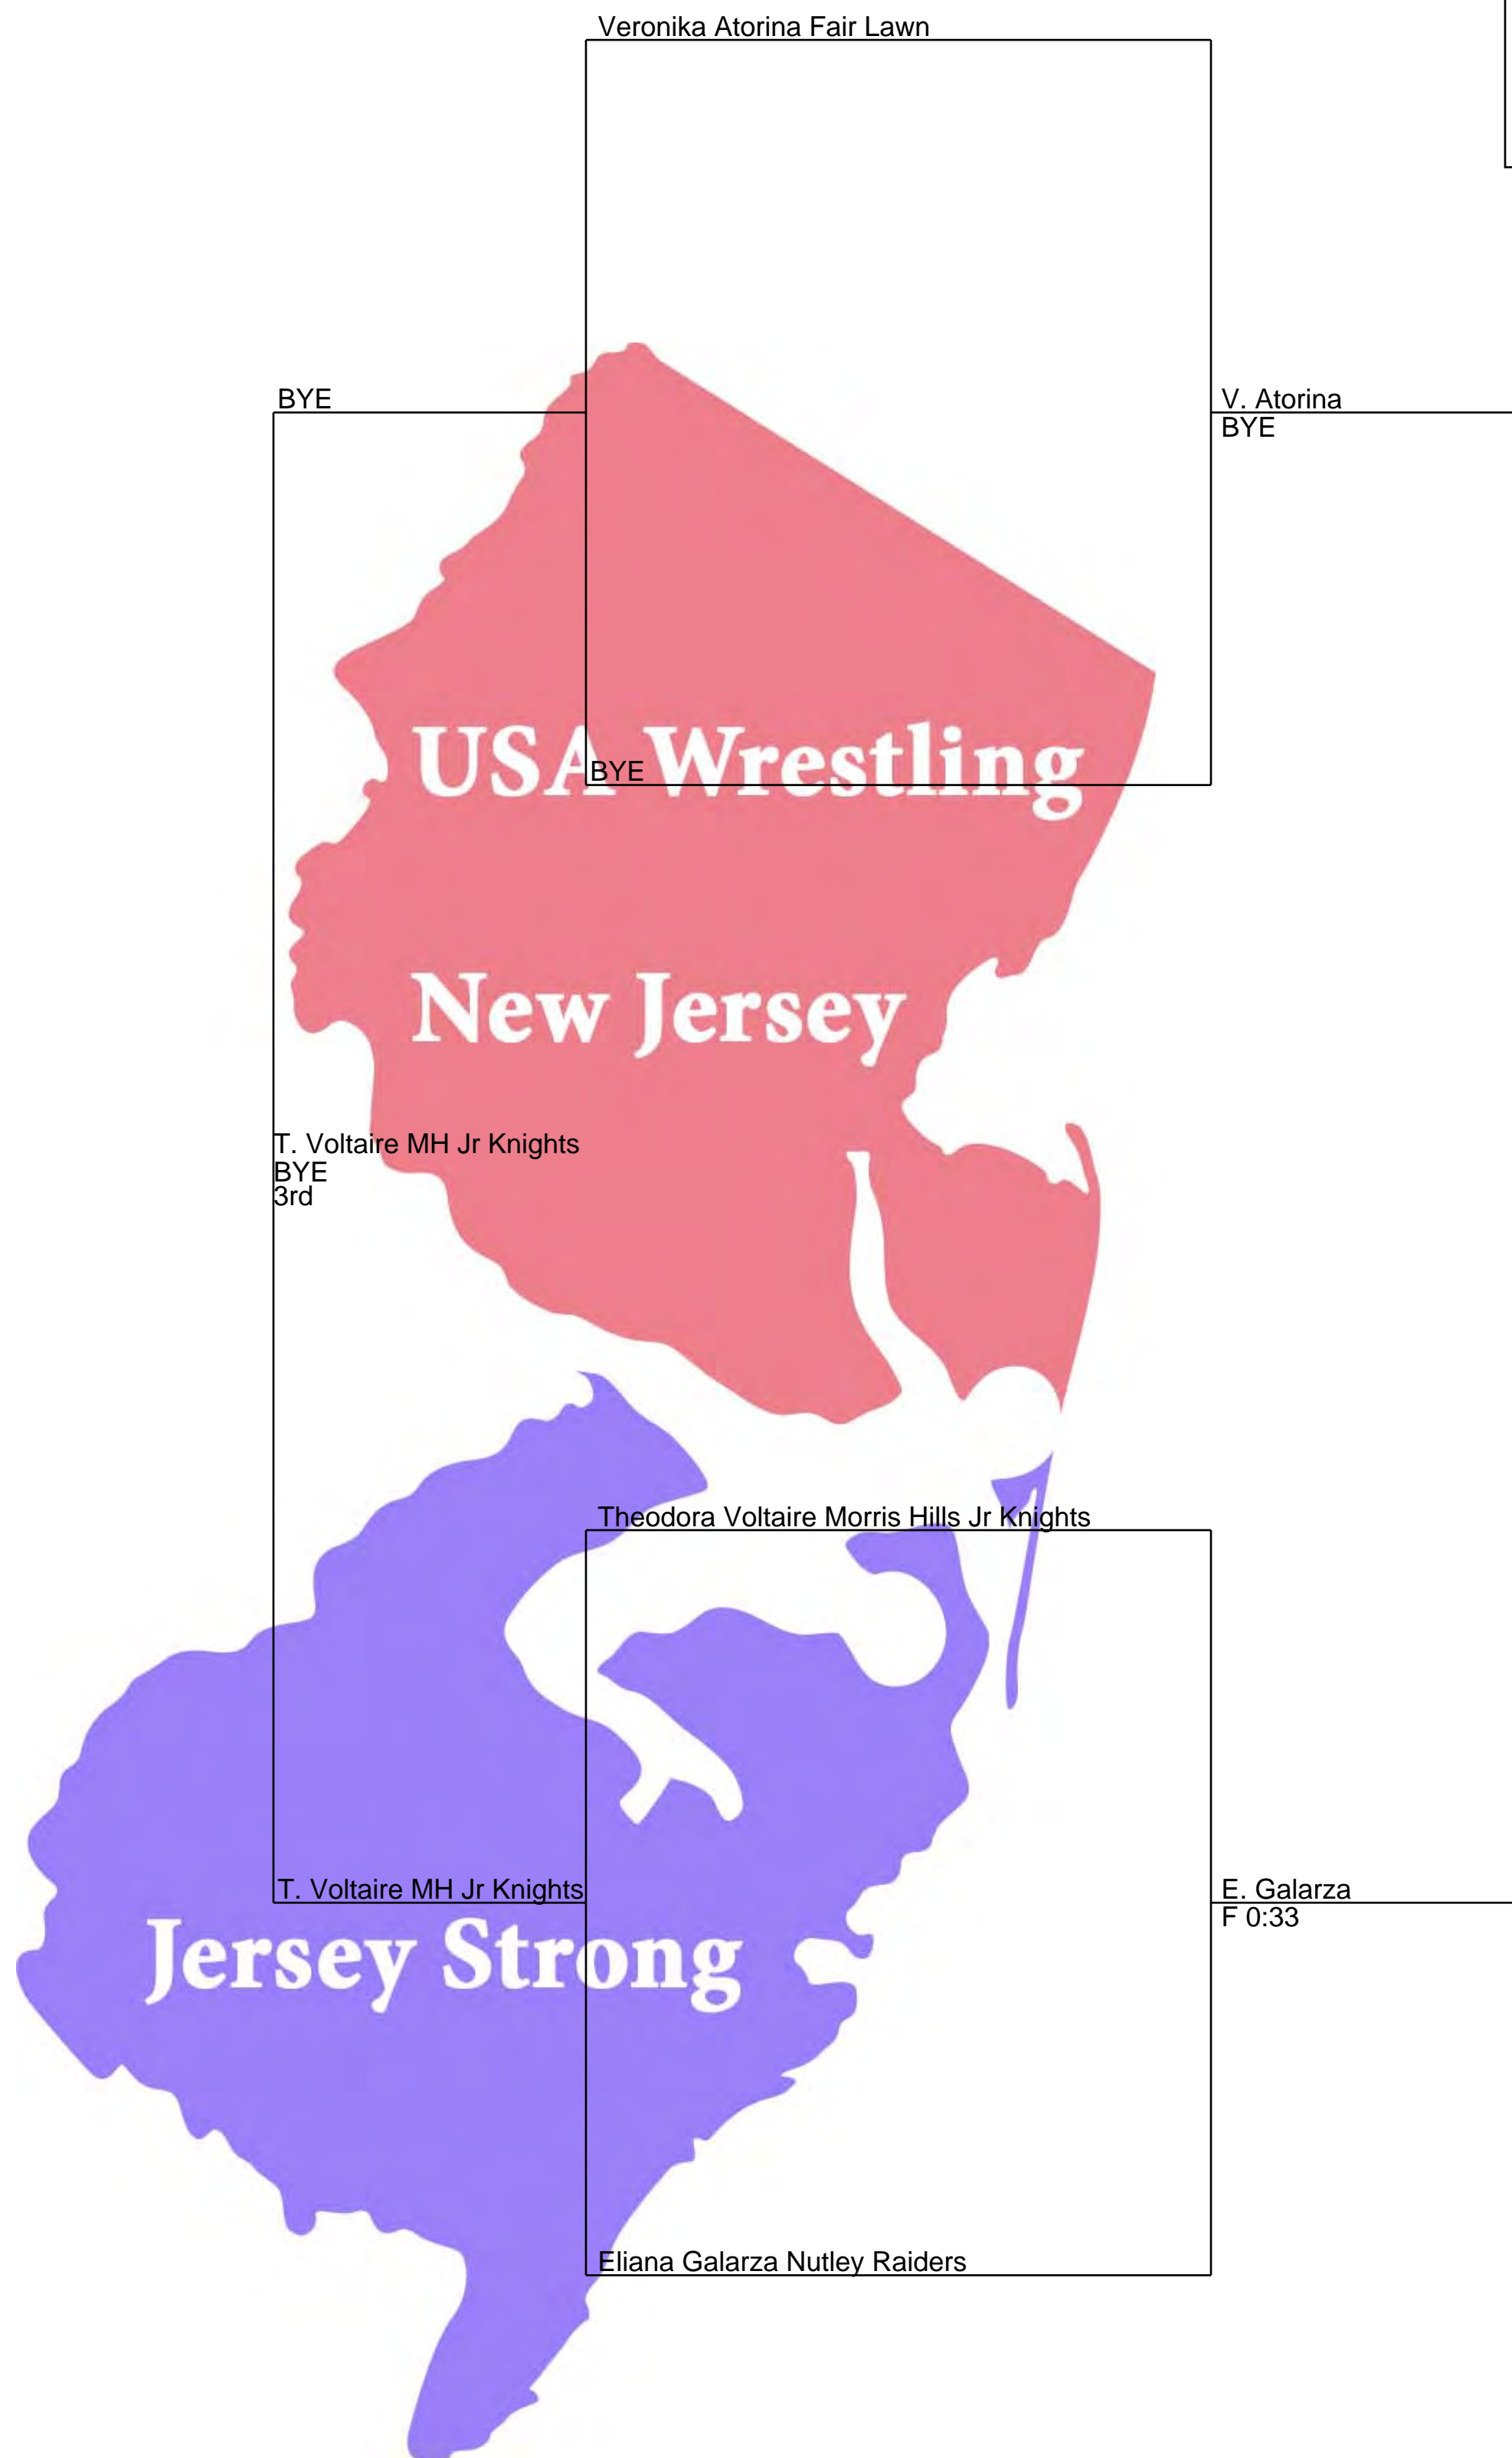 Veronika Atorina Fair Lawn
BYE
V. Atorina
BYE
USA Wrestling
BYE
New Jersey
T. Voltaire MH Jr Knights
BYE
3rd
Theodora Voltaire Morris Hills Jr Knights
T. Voltaire MH Jr Knights
E. Galarza
F 0:33
Jersey Strong
Eliana Galarza Nutley Raiders